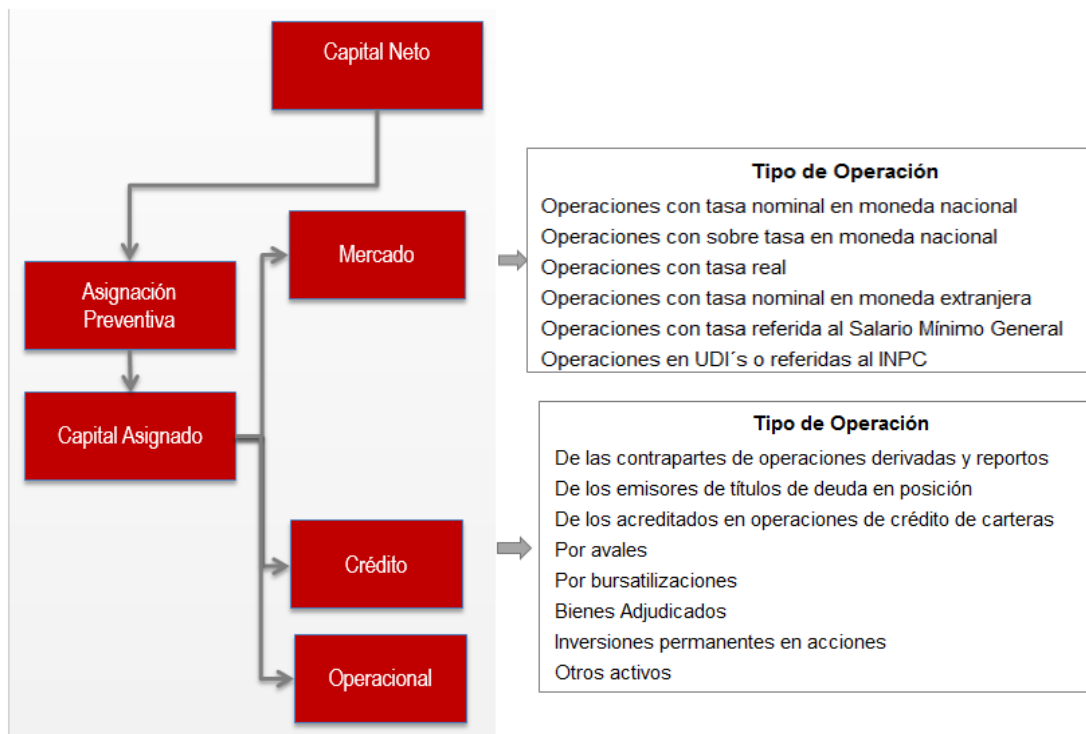 Capital Neto
Asignación
Preventiva
Capital Asignado
Mercado
Crédito
Operacional
Tipo de Operación
Operaciones con tasa nominal en moneda nacional
Operaciones con sobre tasa en moneda nacional
Operaciones con tasa real
Operaciones con tasa nominal en moneda extranjera
Operaciones con tasa referida al Salario Mínimo General
Operaciones en UDI´s o referidas al INPC
Tipo de Operación
De las contrapartes de operaciones derivadas y reportos
De los emisores de títulos de deuda en posición
De los acreditados en operaciones de crédito de carteras
Por avales
Por bursatilizaciones
Bienes Adjudicados
Inversiones permanentes en acciones
Otros activos